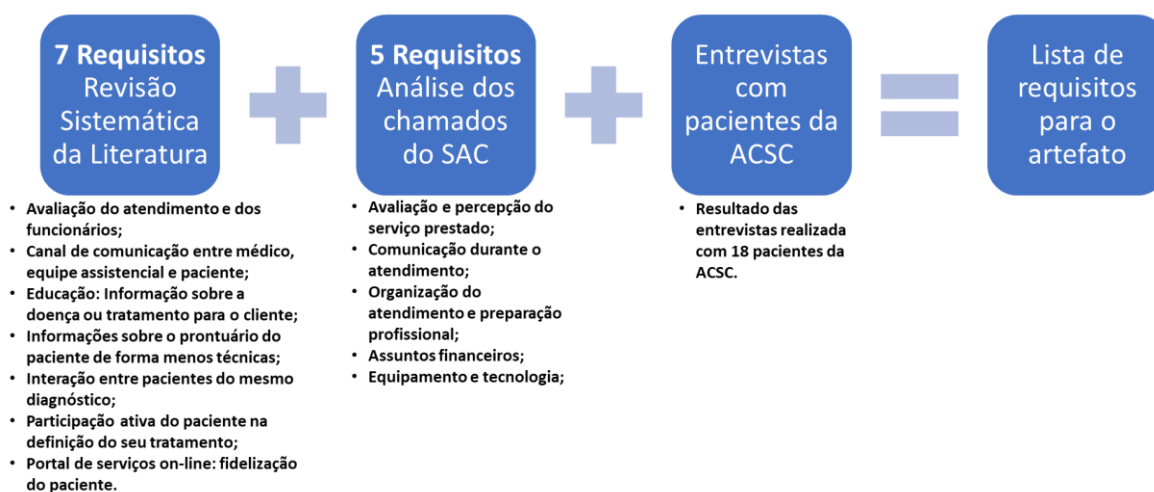 7 Requisitos
Revisão
Sistemática
da Literatura
5 Requisitos
Análise dos
chamados
do SAC
Entrevistas
com
pacientes da
ACSC
Lista de
requisitos
para o
artefato
• Avaliação do atendimento e dos
funcionários;
• Canal de comunicação entre médico,
equipe assistencial e paciente;
• Educação: Informação sobre a
doença ou tratamento para o cliente;
• Informações sobre o prontuário do
paciente de forma menos técnicas;
• Interação entre pacientes do mesmo
diagnóstico;
• Participação ativa do paciente na
definição do seu tratamento;
• Portal de serviços on-line: fidelização
do paciente.
• Avaliação e percepção do
serviço prestado;
• Comunicação durante o
atendimento;
• Organização do
atendimento e preparação
profissional;
• Assuntos financeiros;
• Equipamento e tecnologia;
• Resultado das
entrevistas realizada
com 18 pacientes da
ACSC.